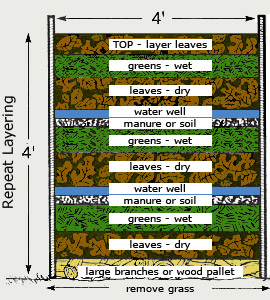 4'
TOP - layer leaves
greens - wet
leaves - dry
water well
manure or soil
greens - wet
leaves - dry
water well
manure or soil
greens - wet
leaves - dry
large branches or wood pallet
remove grass
Repeat Layering
4'